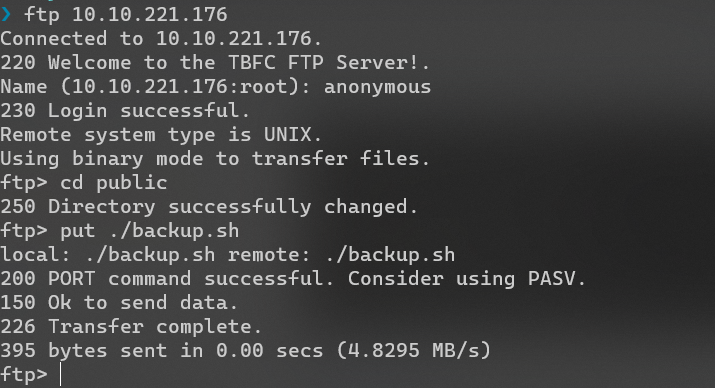 ❯ ftp 10.10.221.176
Connected to 10.10.221.176.
220 Welcome to the TBFC FTP Server!.
Name (10.10.221.176:root): anonymous
230 Login successful.
Remote system type is UNIX.
Using binary mode to transfer files.
ftp> cd public
250 Directory successfully changed.
ftp> put ./backup.sh
local: ./backup.sh remote: ./backup.sh
200 PORT command successful. Consider using PASV.
150 Ok to send data.
226 Transfer complete.
395 bytes sent in 0.00 secs (4.8295 MB/s)
ftp>